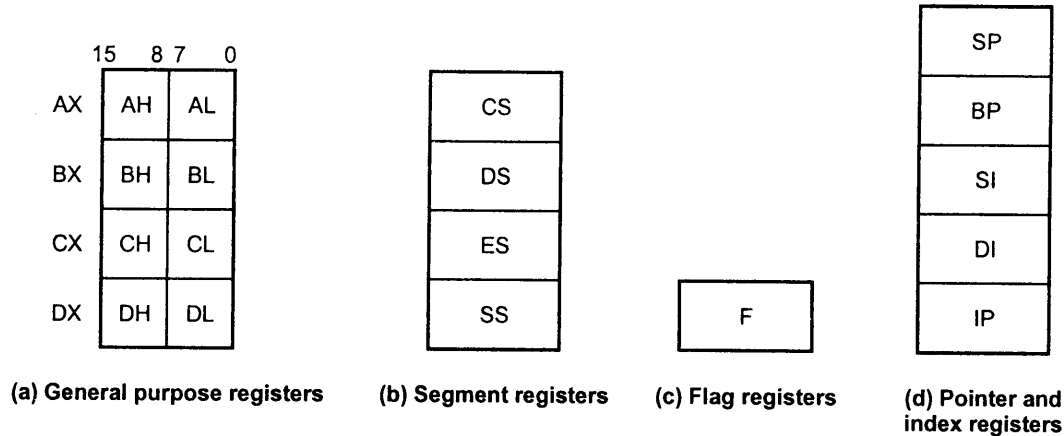 15 8 7 0
AX AH AL
BX BH BL
CX CH CL
DX DH DL
(a) General purpose registers
CS
DS
ES
SS
(b) Segment registers
F
(c) Flag registers
SP
BP
SI
DI
IP
(d) Pointer and
index registers